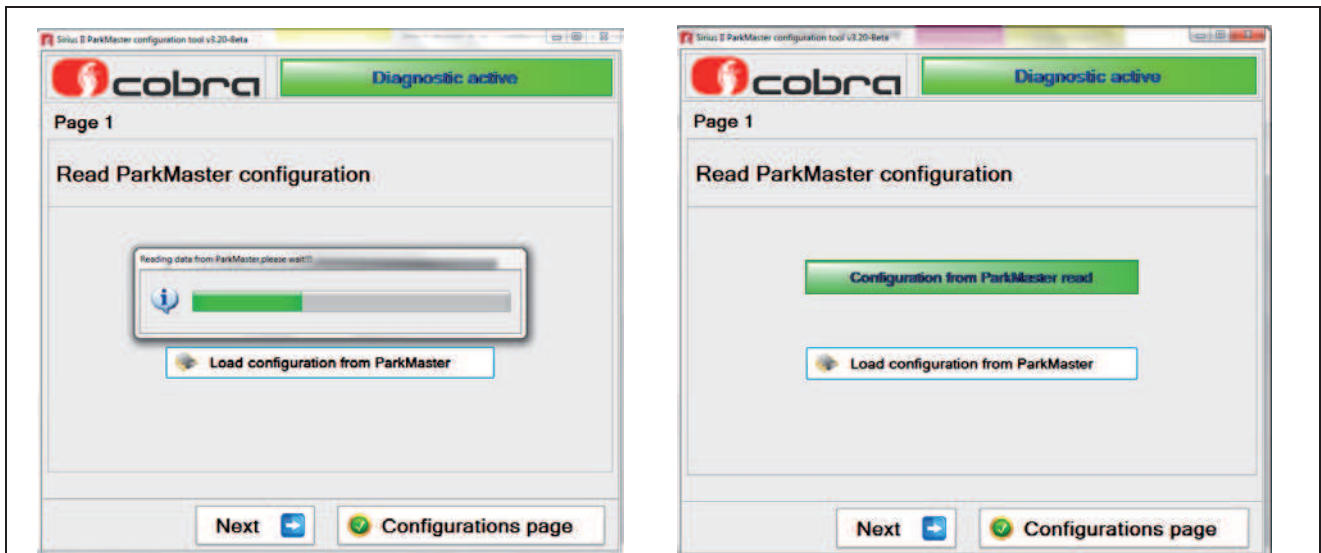 Sirius II ParkMaster configuration tool v3.20-Beta
cobra
Diagnostic active
Page 1
Read ParkMaster configuration
Reading data from ParkMaster,please wait!!!
Load configuration from ParkMaster
Next
Configurations page
Sirius II ParkMaster configuration tool v3.20-Beta
cobra
Diagnostic active
Page 1
Read ParkMaster configuration
Configuration from ParkMaster read
Load configuration from ParkMaster
Next
Configurations page